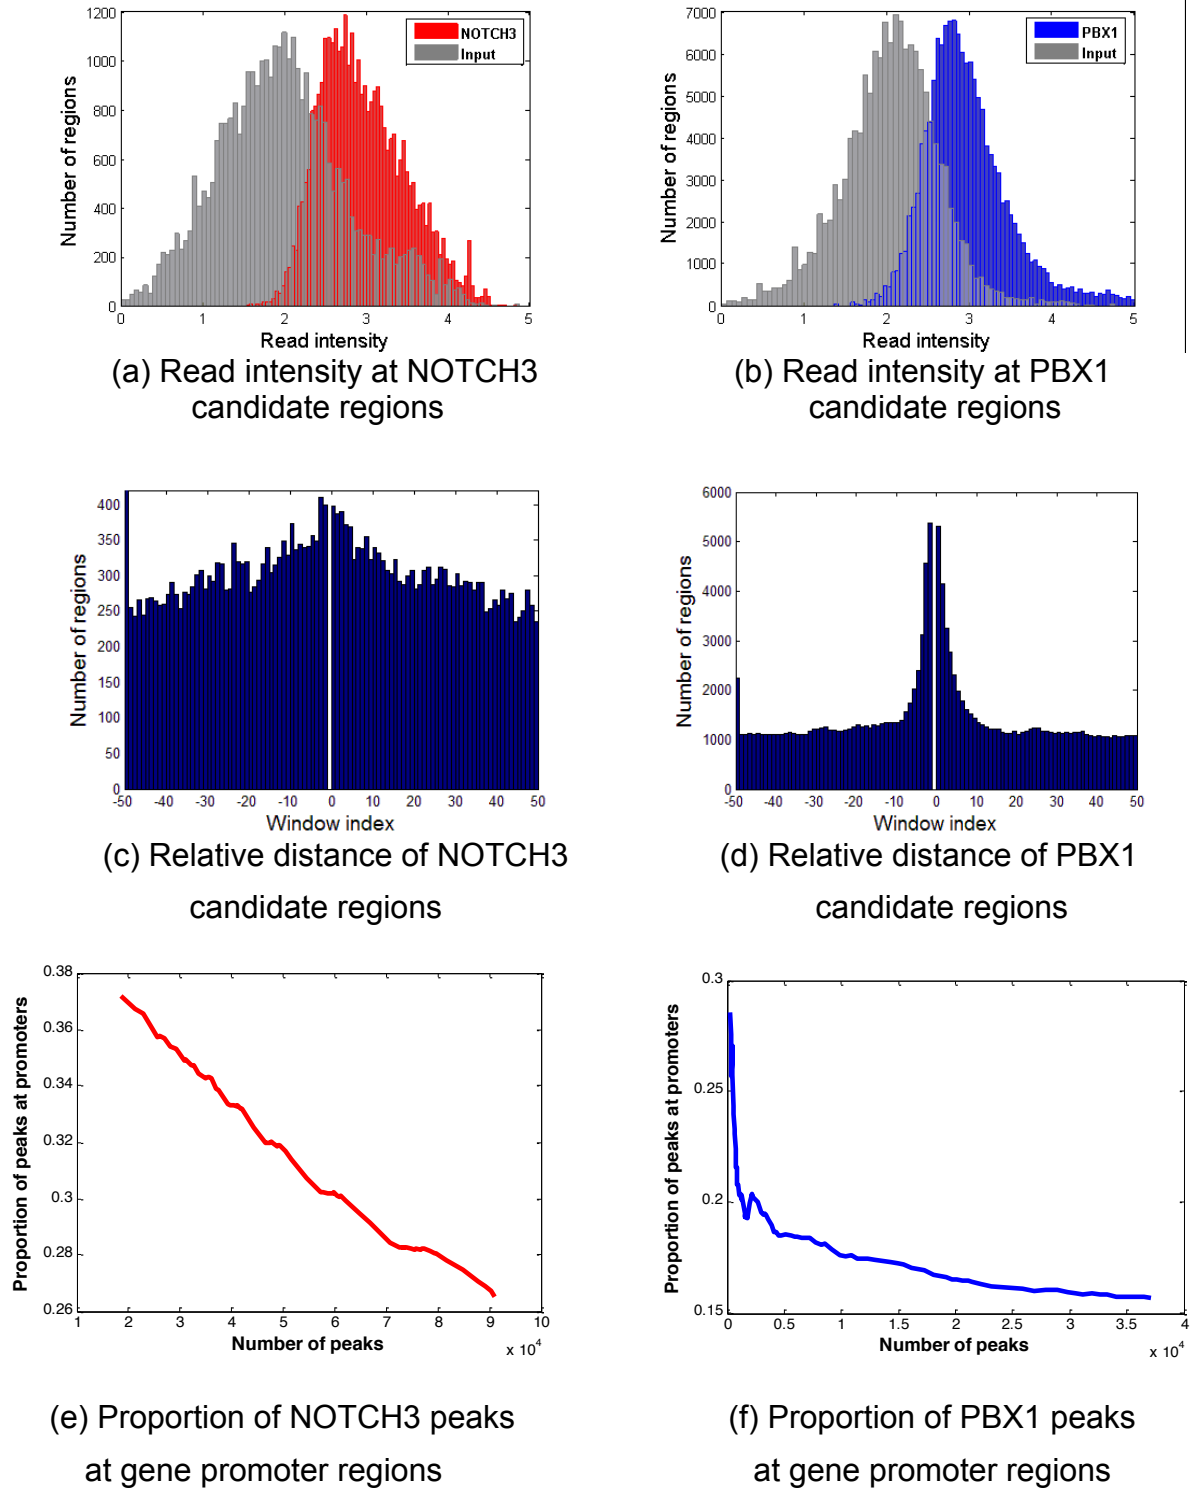 1200
1000
800
600
400
200
0
Number of regions
NOTCH3
Input
0 1 2 3 4 5
Read intensity
(a) Read intensity at NOTCH3
candidate regions
7000
6000
5000
4000
3000
2000
1000
0
Number of regions
PBX1
Input
0 1 2 3 4 5
Read intensity
(b) Read intensity at PBX1
candidate regions
400
350
300
250
200
150
100
50
0
Number of regions
-50 -40 -30 -20 -10 0 10 20 30 40 50
Window index
(c) Relative distance of NOTCH3
candidate regions
6000
5000
4000
3000
2000
1000
0
Number of regions
-50 -40 -30 -20 -10 0 10 20 30 40 50
Window index
(d) Relative distance of PBX1
candidate regions
0.38
0.36
0.34
0.32
0.3
0.28
0.26
Proportion of peaks at promoters
1 2 3 4 5 6 7 8 9 10
Number of peaks
x 10^4
(e) Proportion of NOTCH3 peaks
at gene promoter regions
0.3
0.25
0.2
0.15
Proportion of peaks at promoters
0 0.5 1 1.5 2 2.5 3 3.5 4
Number of peaks
x 10^4
(f) Proportion of PBX1 peaks
at gene promoter regions